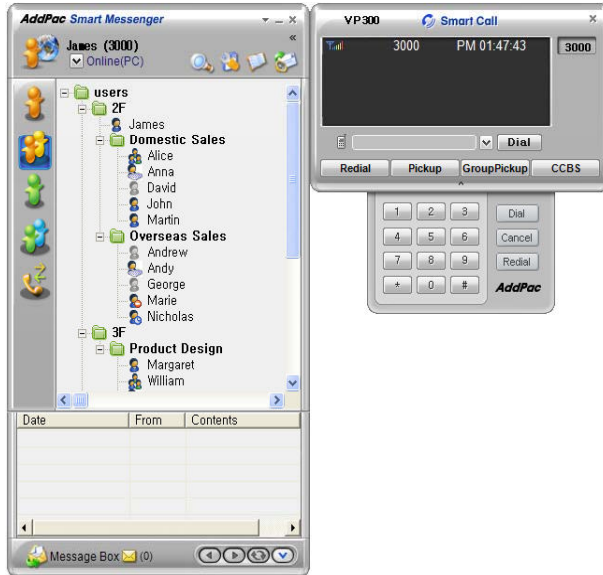 AddPac Smart Messenger
James (3000)
Online(PC)
users
2F
James
Domestic Sales
Alice
Anna
David
John
Martin
Overseas Sales
Andrew
Andy
George
Marie
Nicholas
3F
Product Design
Margaret
William
Date From Contents
Message Box (0)
VP300 Smart Call
3000 PM 01:47:43
3000
Dial
Redial Pickup GroupPickup CCBS
1 2 3 Dial
4 5 6 Cancel
7 8 9 Redial
* 0 # AddPac